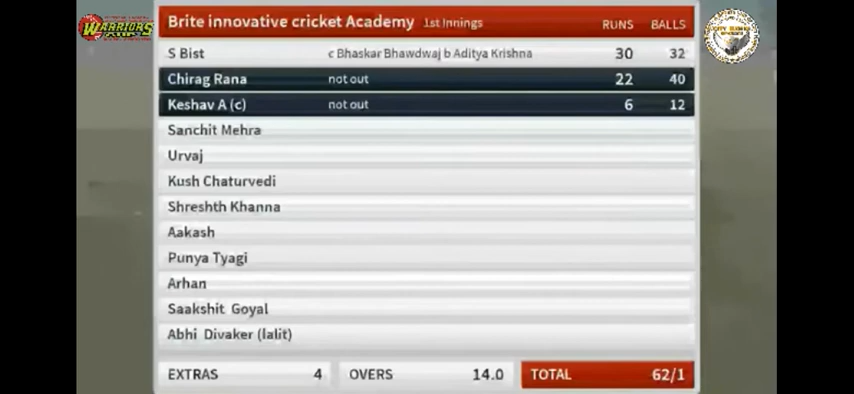 WARRIORS CUP
Brite innovative cricket Academy 1st Innings RUNS BALLS
S Bist c Bhaskar Bhawdwaj b Aditya Krishna 30 32
Chirag Rana not out 22 40
Keshav A (c) not out 6 12
Sanchit Mehra
Urvaj
Kush Chaturvedi
Shreshth Khanna
Aakash
Punya Tyagi
Arhan
Saakshit Goyal
Abhi Divaker (lalit)
EXTRAS 4 OVERS 14.0 TOTAL 62/1